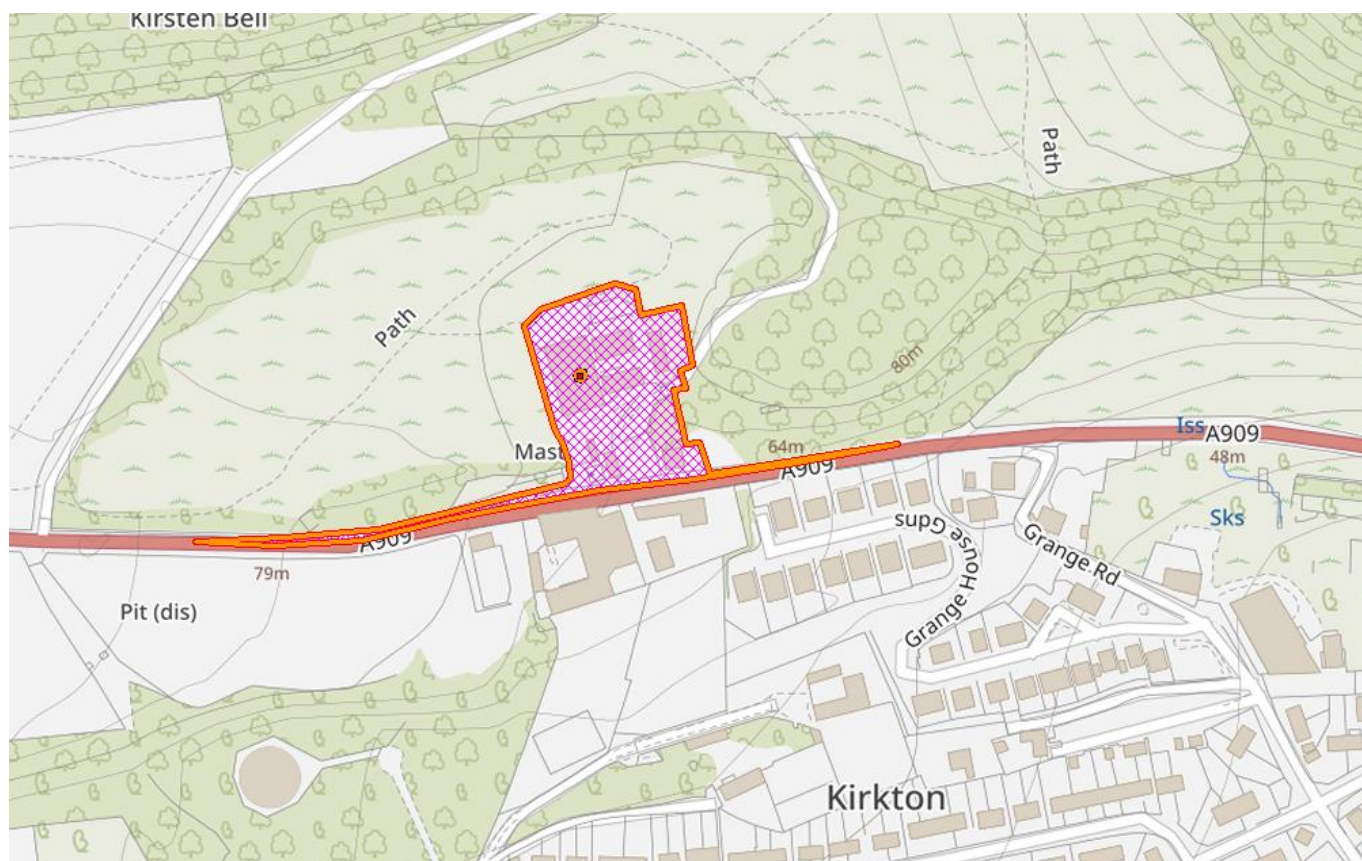 Kirsten Bell
Path
Path
80m
Mast
64m
Iss
A909
48m
A909
A909
79m
Sks
Grange House Gdns
Grange Rd
Pit (dis)
Kirkton